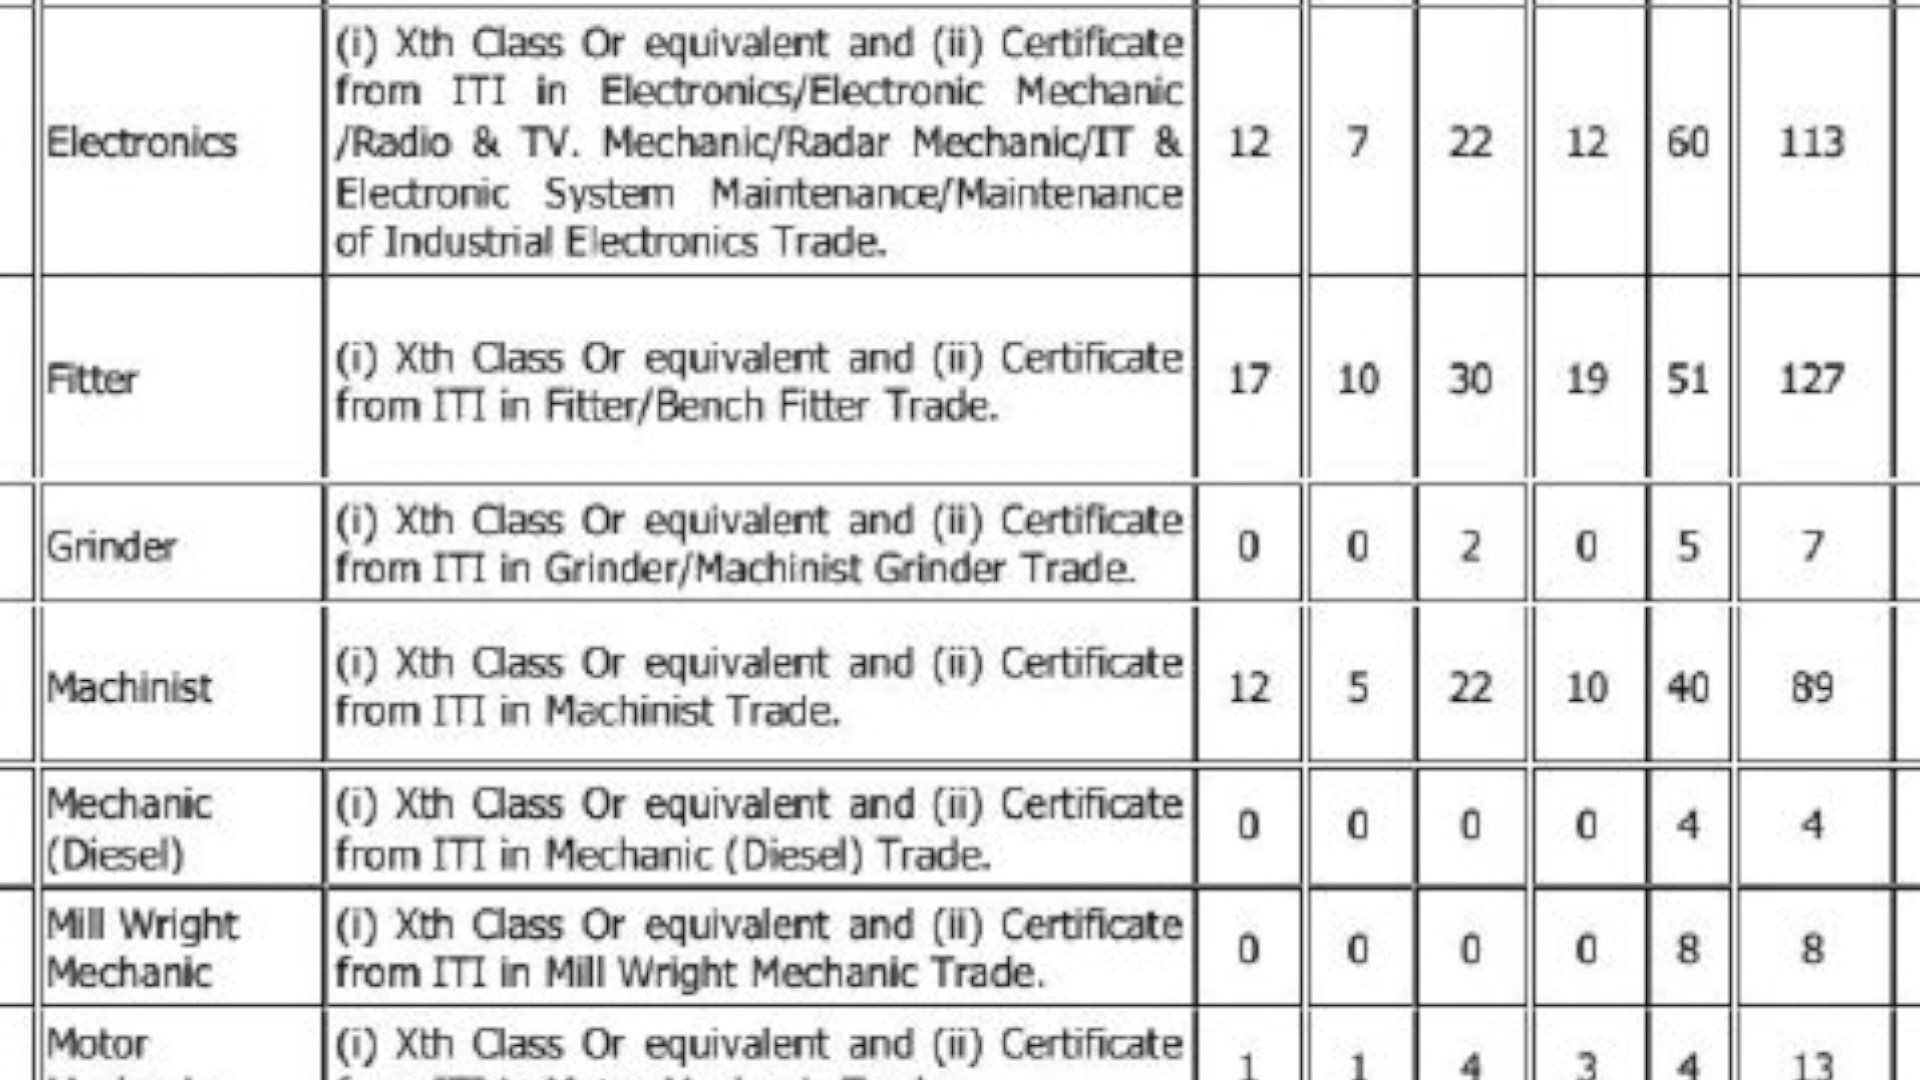 Electronics
(i) Xth Class Or equivalent and (ii) Certificate
from ITI in Electronics/Electronic Mechanic
/Radio & TV. Mechanic/Radar Mechanic/IT &
Electronic System Maintenance/Maintenance
of Industrial Electronics Trade.
12 7 22 12 60 113
Fitter
(i) Xth Class Or equivalent and (ii) Certificate
from ITI in Fitter/Bench Fitter Trade.
17 10 30 19 51 127
Grinder
(i) Xth Class Or equivalent and (ii) Certificate
from ITI in Grinder/Machinist Grinder Trade.
0 0 2 0 5 7
Machinist
(i) Xth Class Or equivalent and (ii) Certificate
from ITI in Machinist Trade.
12 5 22 10 40 89
Mechanic
(Diesel)
(i) Xth Class Or equivalent and (ii) Certificate
from ITI in Mechanic (Diesel) Trade.
0 0 0 0 4 4
Mill Wright
Mechanic
(i) Xth Class Or equivalent and (ii) Certificate
from ITI in Mill Wright Mechanic Trade.
0 0 0 0 8 8
Motor
(i) Xth Class Or equivalent and (ii) Certificate
1 1 4 3 4 13